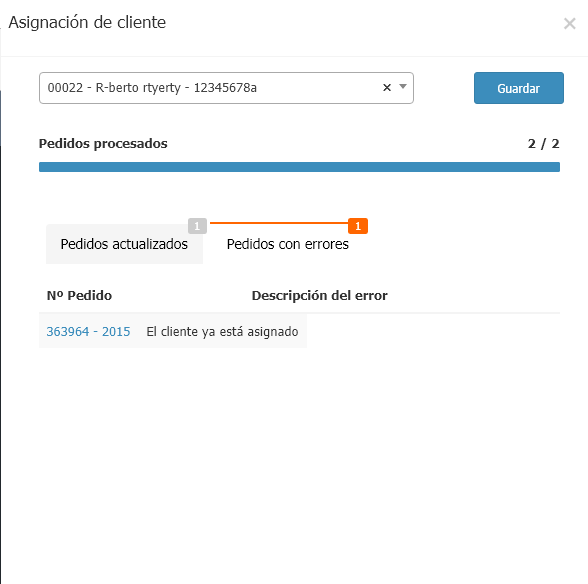 Asignación de cliente
×
00022 - R-berto rtyerty - 12345678a ×
Guardar
Pedidos procesados 2 / 2
Pedidos actualizados 1
Pedidos con errores 1
Nº Pedido Descripción del error
363964 - 2015 El cliente ya está asignado